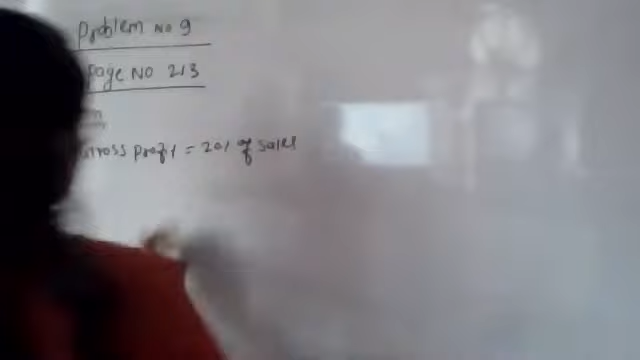 Problem No 9
page NO 213
Gross profit = 20% of sales